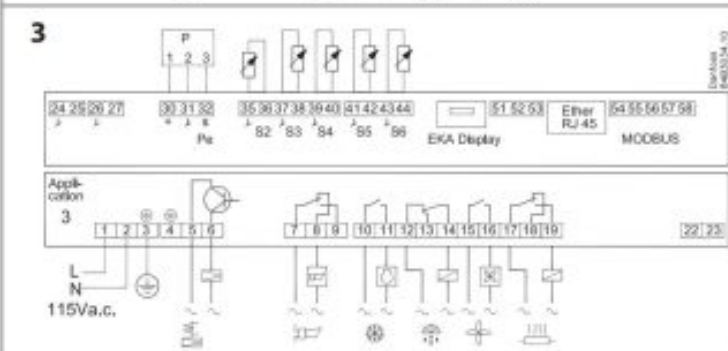 3
P
1 2 3
24 25 26 27 30 31 32 35 36 37 38 39 40 41 42 43 44 51 52 53 Ether RJ 45 54 55 56 57 58
Pe S2 S3 S4 S5 S6 EKA Display MODBUS
Danfoss
Appli-
cation
3
1 2 3 4 5 6 7 8 9 10 11 12 13 14 15 16 17 18 19 22 23
L
N
115Va.c.